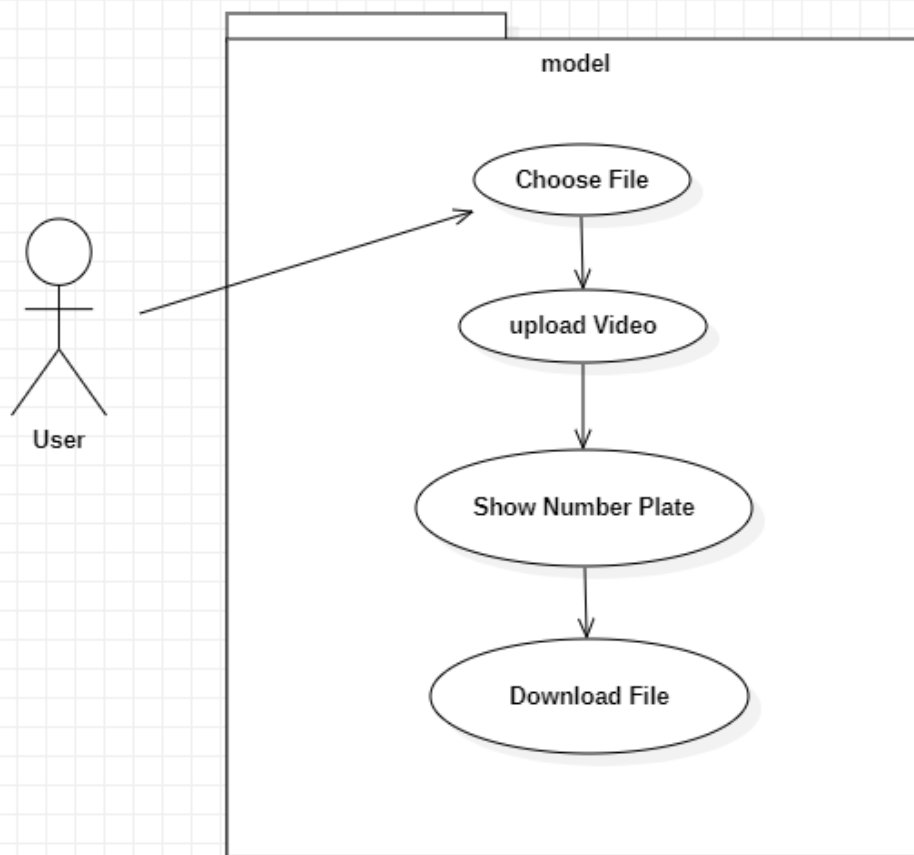 model
Choose File
upload Video
User
Show Number Plate
Download File